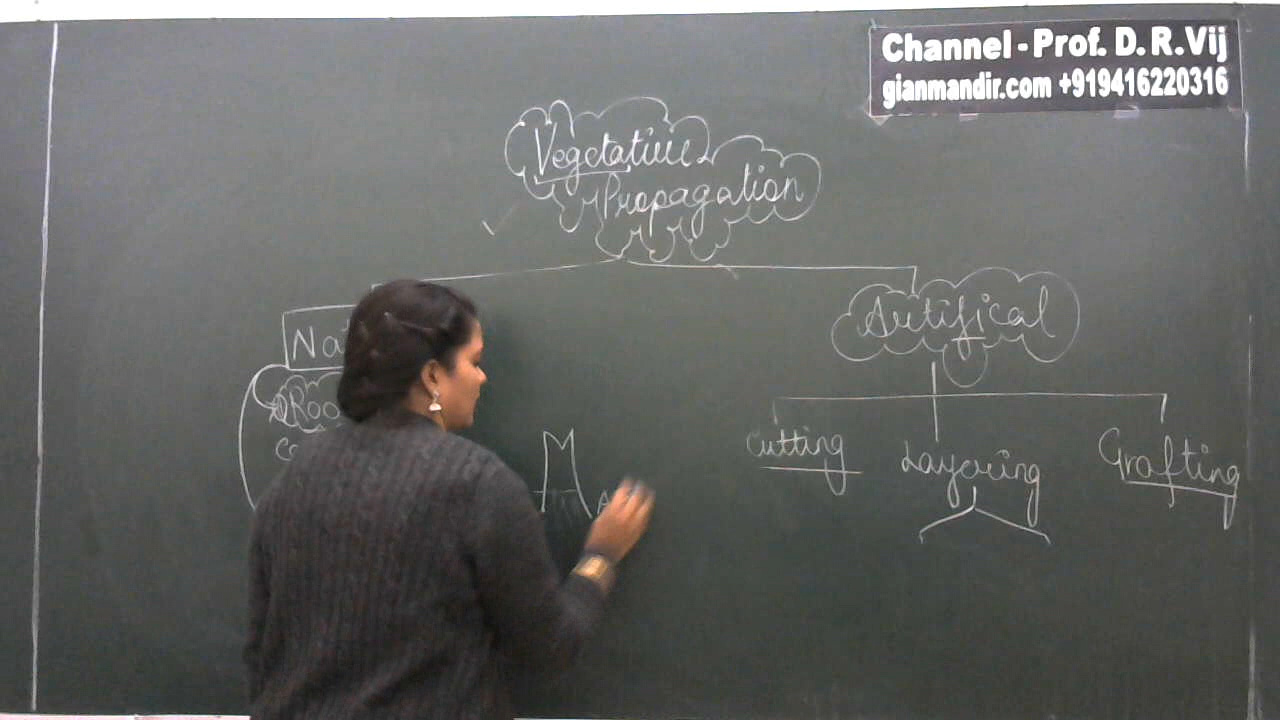 Channel - Prof. D. R. Vij
gianmandir.com +919416220316
Vegetative
Propagation
Artifical
Cutting
Layering
Grafting